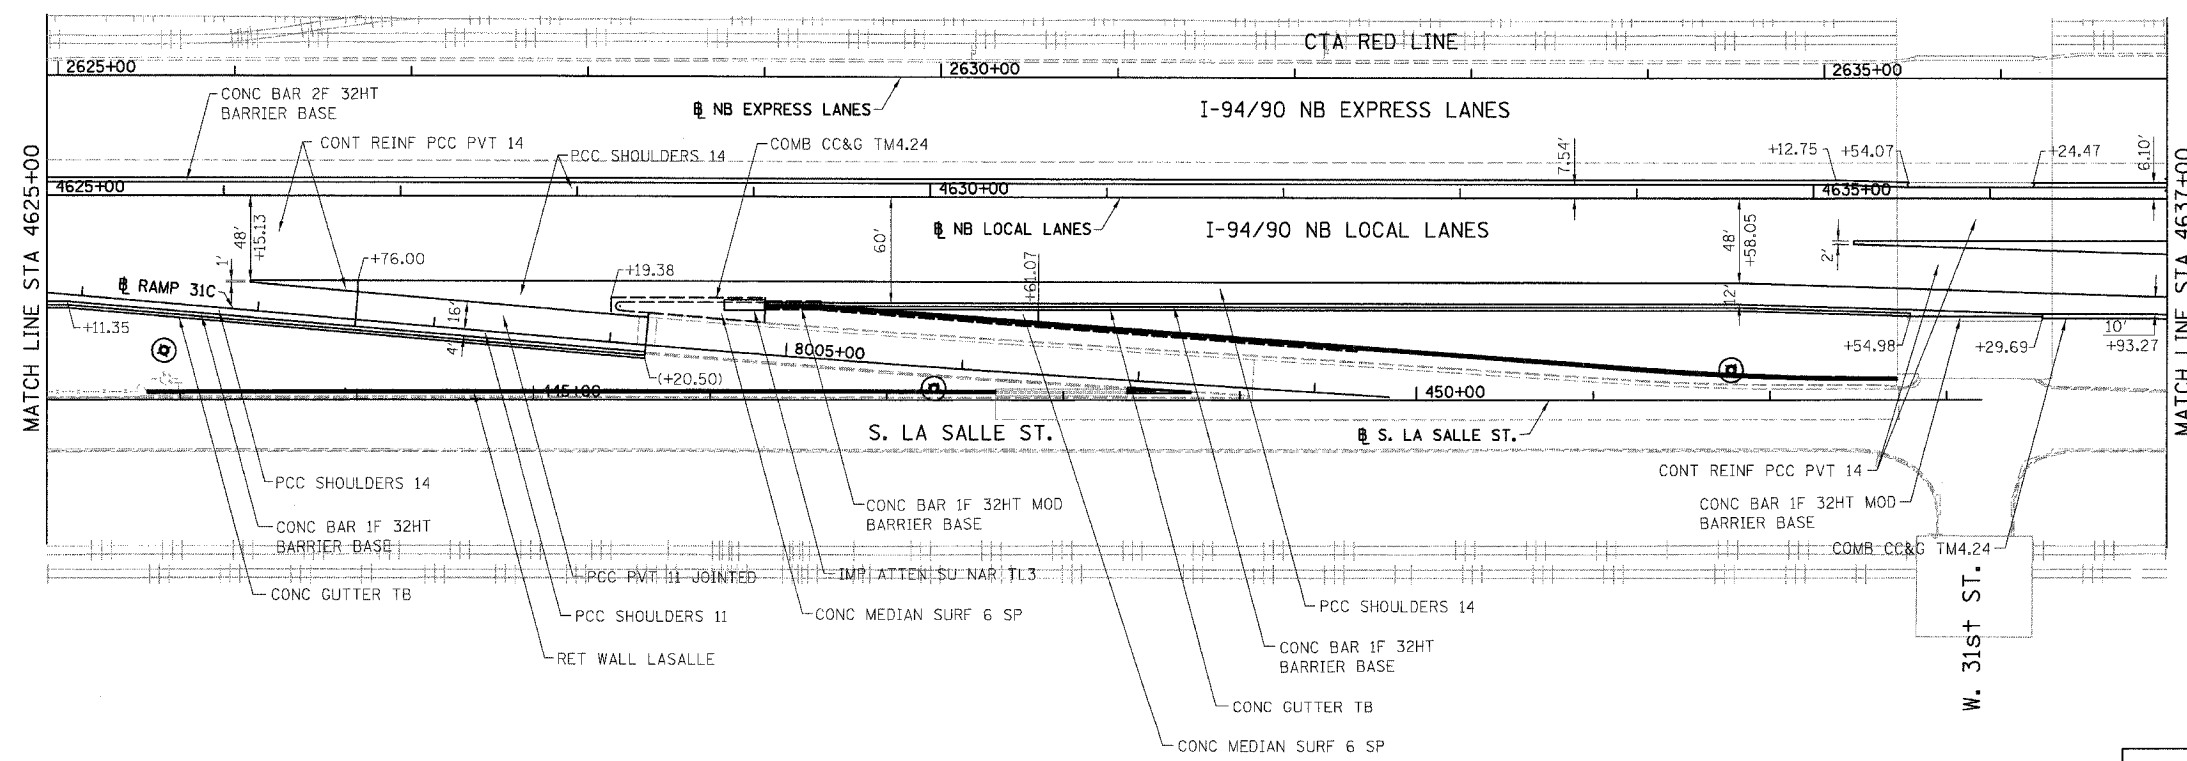 CTA RED LINE
2625+00
2630+00
2635+00
CONC BAR 2F 32HT
BARRIER BASE
℄ NB EXPRESS LANES
I-94/90 NB EXPRESS LANES
CONT REINF PCC PVT 14
PCC SHOULDERS 14
COMB CC&G TM4.24
7.54'
+12.75
+54.07
+24.47
6.10'
MATCH LINE STA 4625+00
4625+00
4630+00
4635+00
MATCH LINE STA 4637+00
℄ NB LOCAL LANES
I-94/90 NB LOCAL LANES
48'
+15.13
1'
60'
48'
+58.05
2'
+76.00
+19.38
+61.07
℄ RAMP 31C
12'
16'
4'
+11.35
8005+00
10'
+93.27
+54.98
+29.69
(+20.50)
445+00
450+00
S. LA SALLE ST.
℄ S. LA SALLE ST.
CONT REINF PCC PVT 14
PCC SHOULDERS 14
CONC BAR 1F 32HT MOD
BARRIER BASE
CONC BAR 1F 32HT MOD
BARRIER BASE
CONC BAR 1F 32HT
BARRIER BASE
COMB CC&G TM4.24
PCC PVT 11 JOINTED
IMP ATTEN SU NAR TL3
CONC GUTTER TB
PCC SHOULDERS 11
CONC MEDIAN SURF 6 SP
PCC SHOULDERS 14
W. 31st ST.
RET WALL LASALLE
CONC BAR 1F 32HT
BARRIER BASE
CONC GUTTER TB
CONC MEDIAN SURF 6 SP